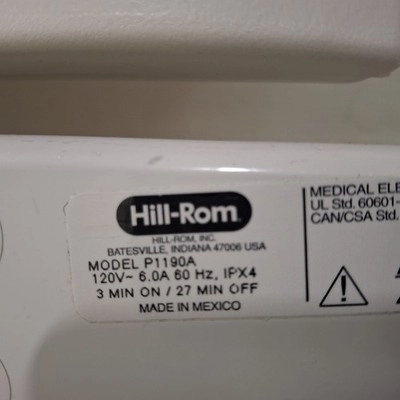 Hill-Rom
HILL-ROM, INC.
BATESVILLE, INDIANA 47006 USA
MODEL P1190A
120V~ 6.0A 60 Hz, IPX4
3 MIN ON / 27 MIN OFF
MADE IN MEXICO
MEDICAL ELE
UL Std. 60601-
CAN/CSA Std.